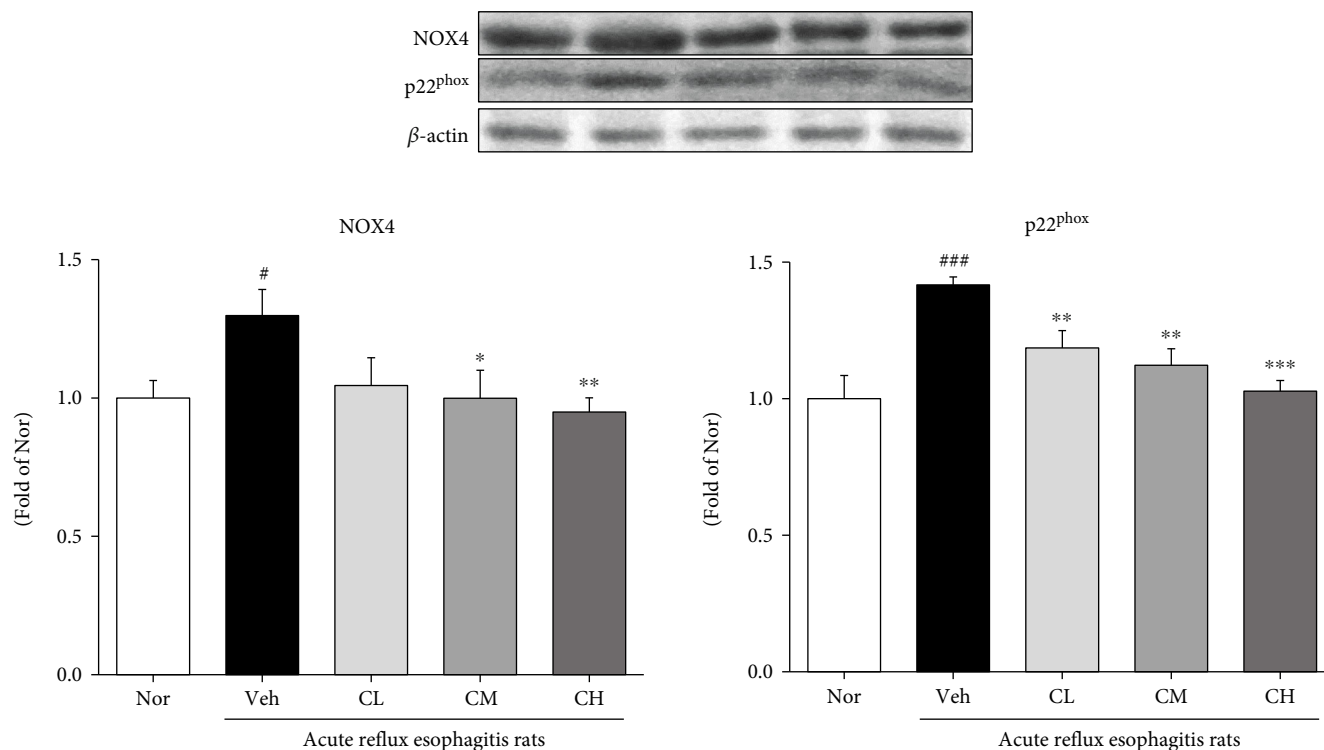 NOX4
p22phox
β-actin
NOX4
1.5
1.0
0.5
0.0
(Fold of Nor)
#
*
**
Nor Veh CL CM CH
Acute reflux esophagitis rats
p22phox
1.5
1.0
0.5
0.0
(Fold of Nor)
###
**
**
***
Nor Veh CL CM CH
Acute reflux esophagitis rats